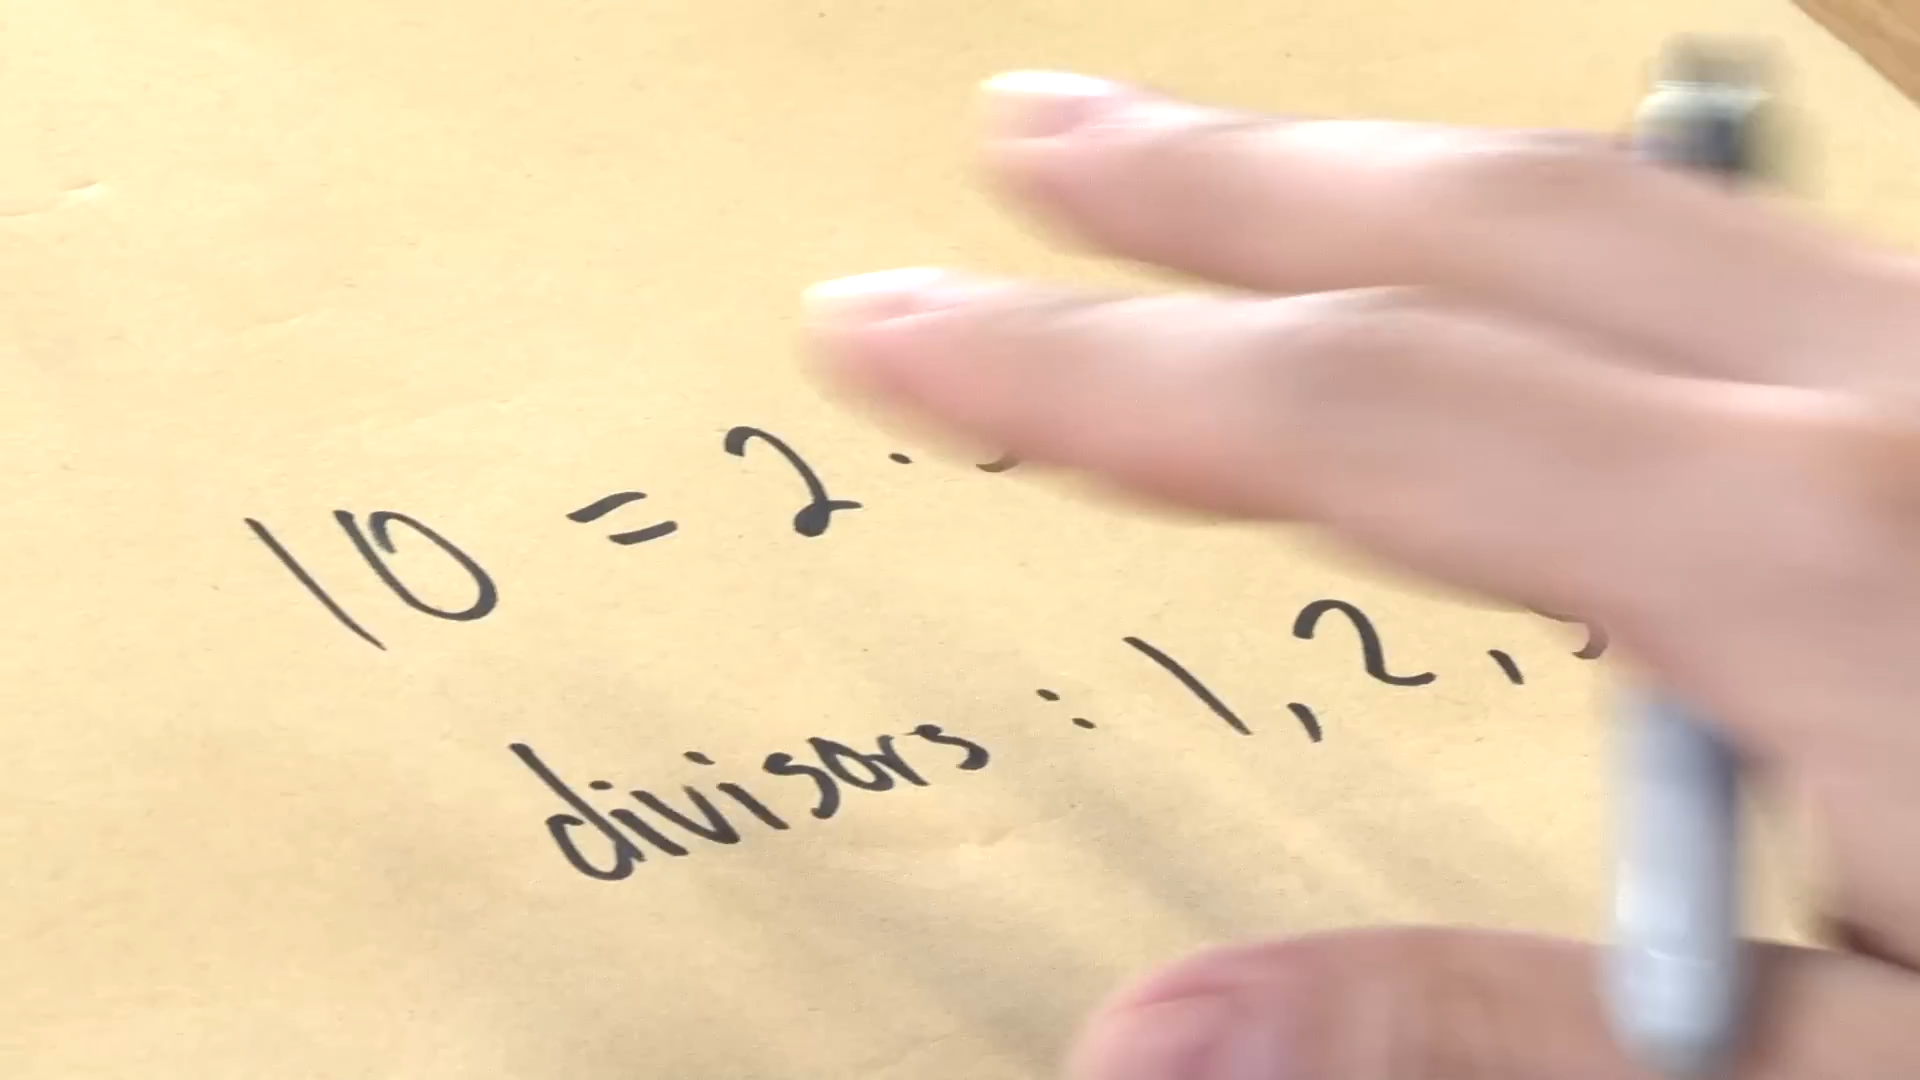 10 = 2 ·
divisors : 1, 2,